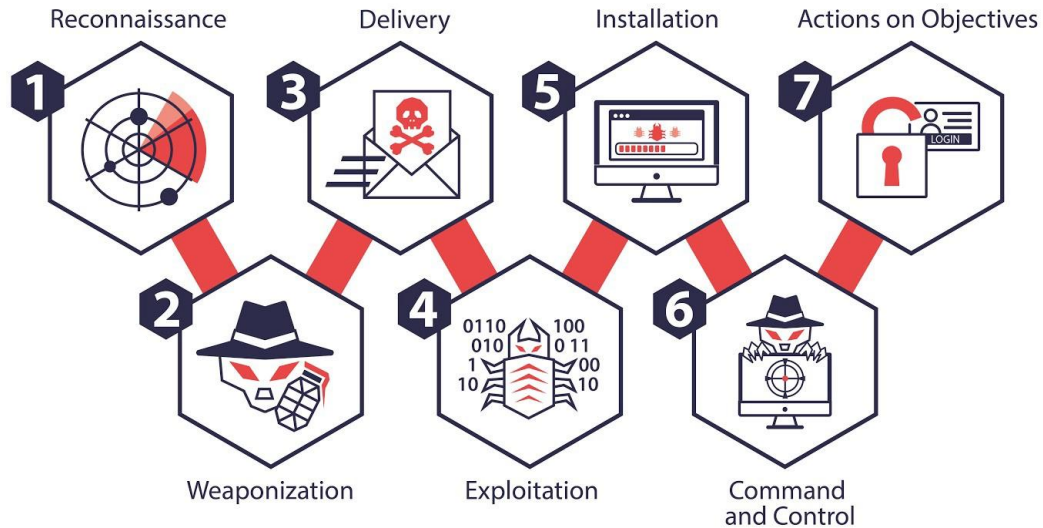 Reconnaissance
1
Weaponization
2
Delivery
3
Exploitation
4
0110 100
010 0 11
1 00
10 10
Installation
5
Command
and Control
6
Actions on Objectives
7
LOGIN